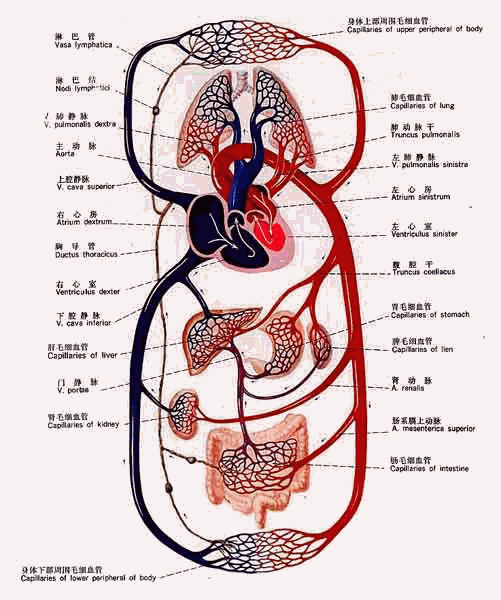 淋巴管
Vasa lymphatica
淋巴结
Nodi lymphatici
肺静脉
V. pulmonalis dextra
主动脉
Aorta
上腔静脉
V. cava superior
右心房
Atrium dextrum
胸导管
Ductus thoracicus
右心室
Ventriculus dexter
下腔静脉
V. cava inferior
肝毛细血管
Capillaries of liver
门静脉
V. portae
肾毛细血管
Capillaries of kidney
身体下部周围毛细血管
Capillaries of lower peripheral of body
身体上部周围毛细血管
Capillaries of upper peripheral of body
肺毛细血管
Capillaries of lung
肺动脉干
Truncus pulmonalis
左肺静脉
V. pulmonalis sinistra
左心房
Atrium sinistrum
左心室
Ventriculus sinister
腹腔干
Truncus coeliacus
胃毛细血管
Capillaries of stomach
脾毛细血管
Capillaries of lien
肾动脉
A. renalis
肠系膜上动脉
A. mesenterica superior
肠毛细血管
Capillaries of intestine